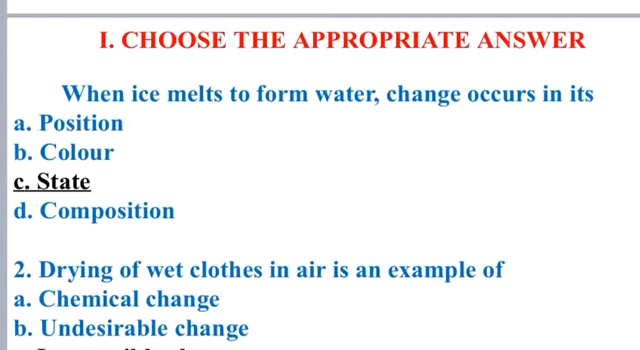 I. CHOOSE THE APPROPRIATE ANSWER
When ice melts to form water, change occurs in its
a. Position
b. Colour
c. State
d. Composition
2. Drying of wet clothes in air is an example of
a. Chemical change
b. Undesirable change